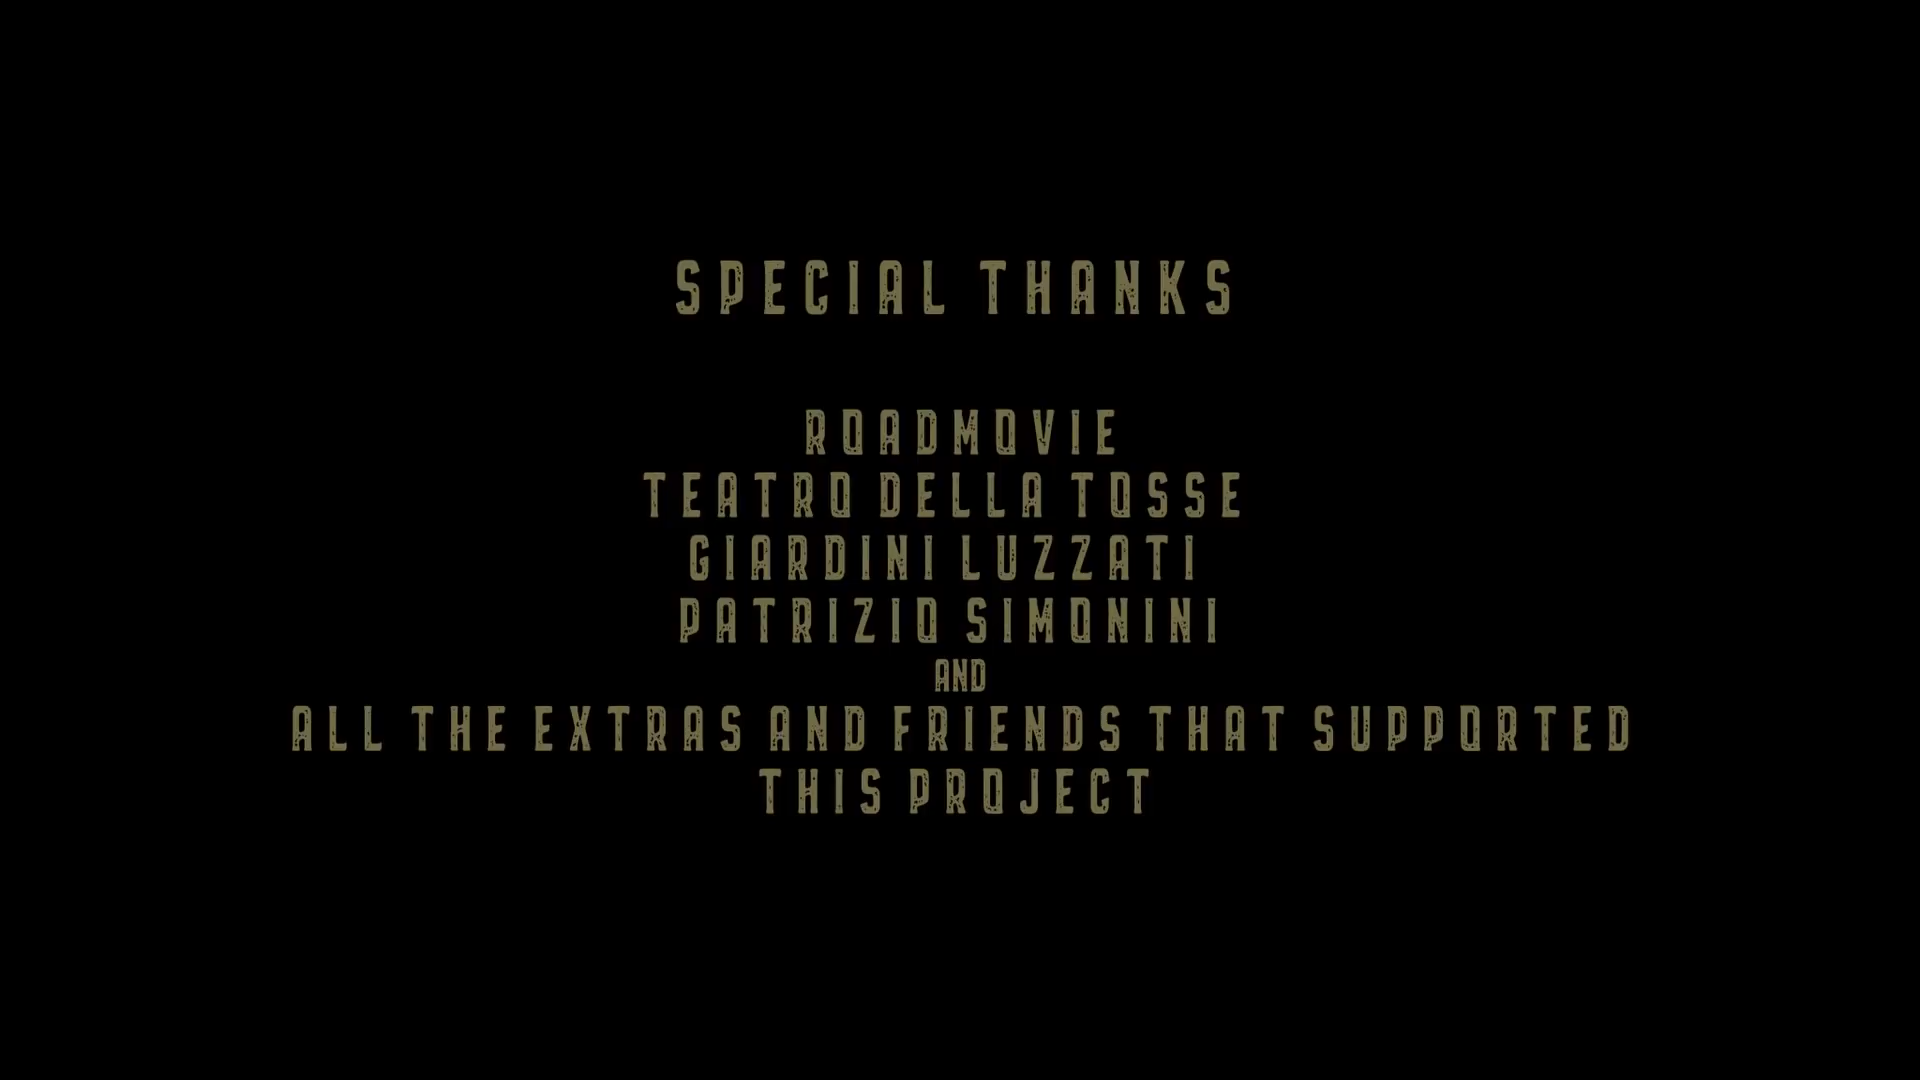 SPECIAL THANKS
ROADMOVIE
TEATRO DELLA TOSSE
GIARDINI LUZZATI
PATRIZIO SIMONINI
AND
ALL THE EXTRAS AND FRIENDS THAT SUPPORTED
THIS PROJECT